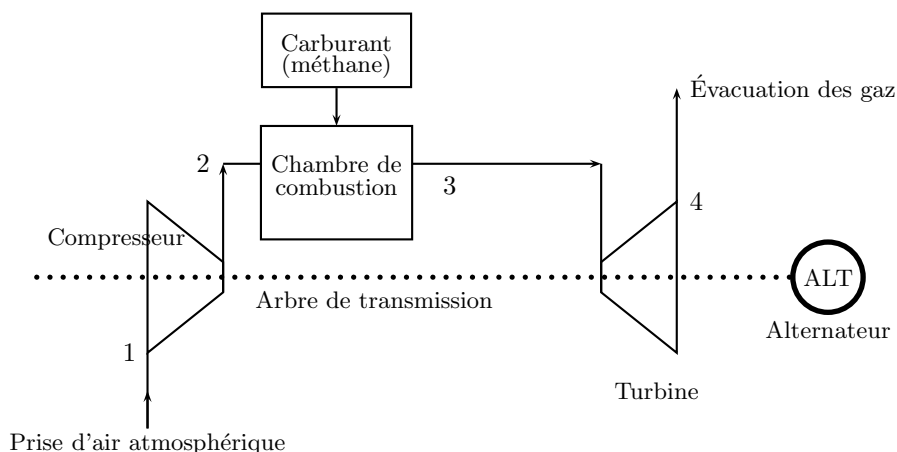 Carburant
(méthane)
Évacuation des gaz
2
Chambre de
combustion
3
4
Compresseur
ALT
Arbre de transmission
Alternateur
1
Turbine
Prise d'air atmosphérique